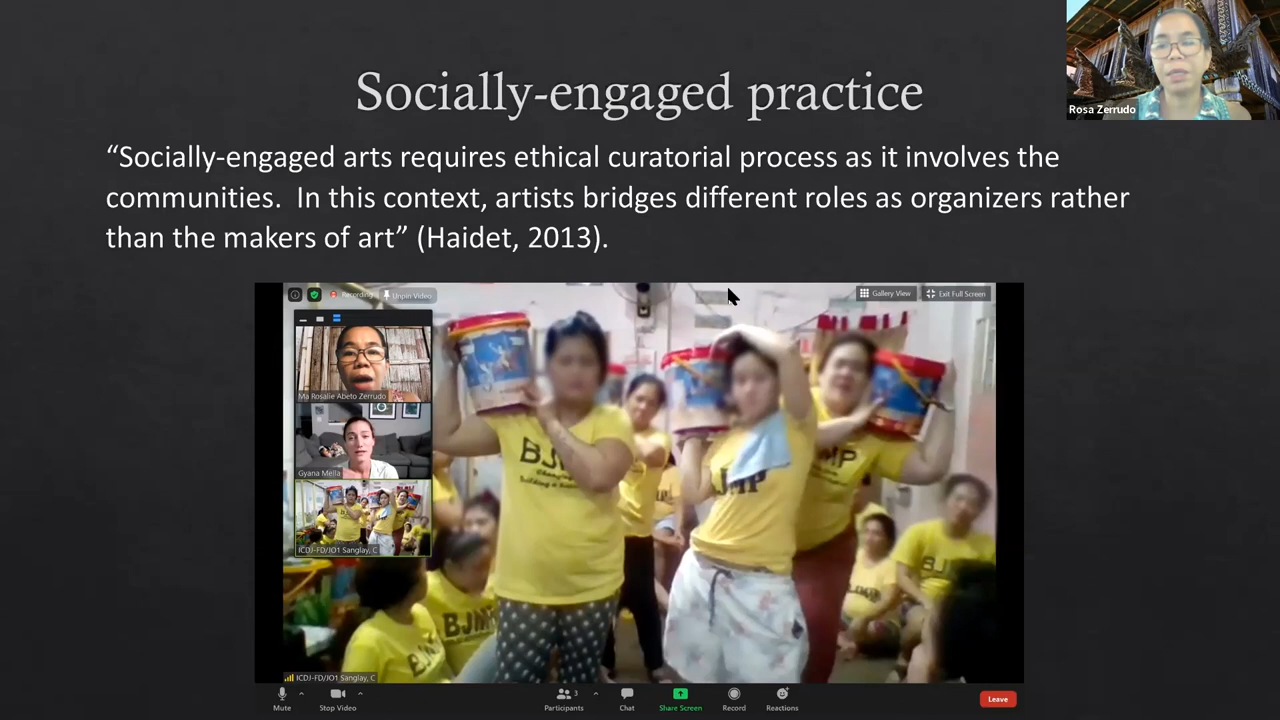 Socially-engaged practice
Rosa Zerrudo
“Socially-engaged arts requires ethical curatorial process as it involves the
communities.  In this context, artists bridges different roles as organizers rather
than the makers of art” (Haidet, 2013).
Recording
Unpin Video
Gallery View
Exit Full Screen
Ma Rosalie Abeto Zerrudo
Gyana Mella
ICDJ-FD/JO1 Sanglay, C
BJMP
BJMP
ICDJ-FD/JO1 Sanglay, C
Mute
Stop Video
Participants
3
Chat
Share Screen
Record
Reactions
Leave